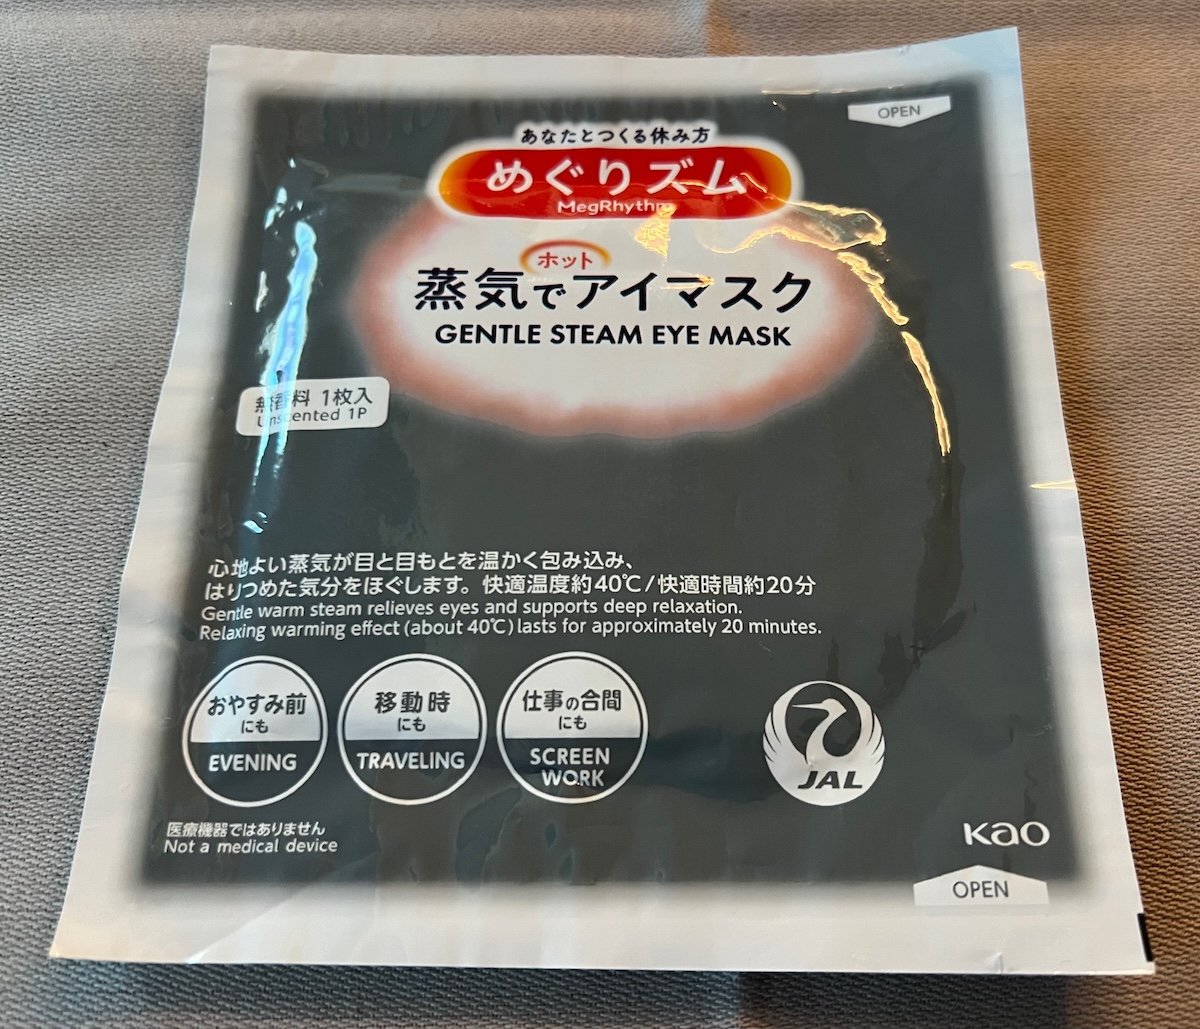 OPEN
あなたとつくる休み方
めぐりズム
MegRhythm
ホット
蒸気でアイマスク
GENTLE STEAM EYE MASK
無香料 1枚入
Unscented 1P
心地よい蒸気が目と目もとを温かく包み込み、
はりつめた気分をほぐします。快適温度約40℃/快適時間約20分
Gentle warm steam relieves eyes and supports deep relaxation.
Relaxing warming effect (about 40℃) lasts for approximately 20 minutes.
おやすみ前
にも
EVENING
移動時
にも
TRAVELING
仕事の合間
にも
SCREEN
WORK
JAL
医療機器ではありません
Not a medical device
Kao
OPEN